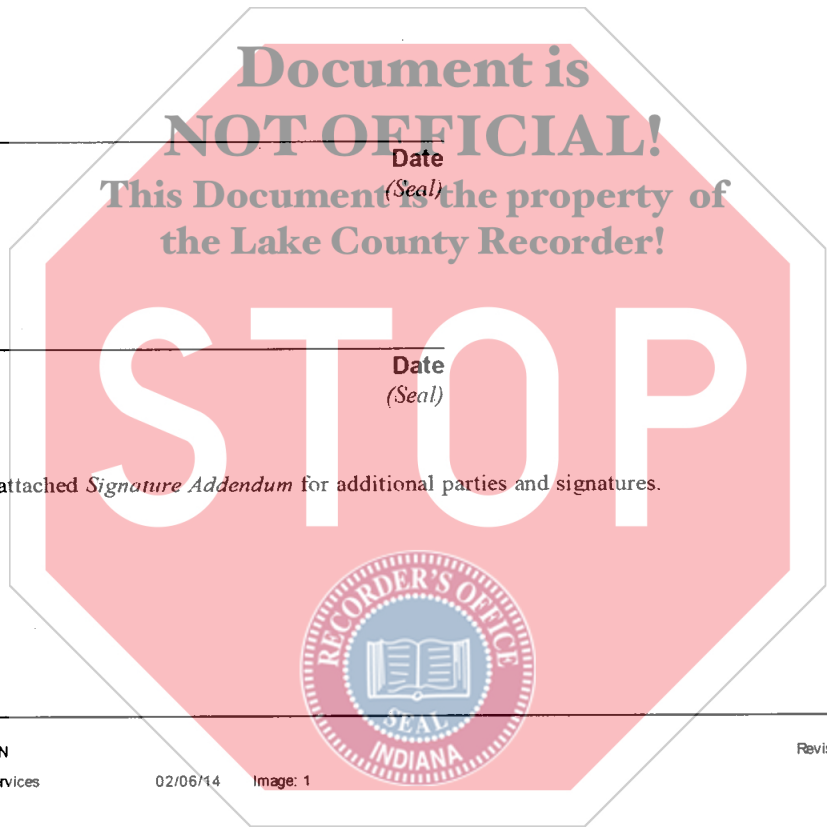 Document is
NOT OFFICIAL!
Date
(Seal)
This Document is the property of
the Lake County Recorder!
STOP
Date
(Seal)
attached Signature Addendum for additional parties and signatures.
RECORDER'S OFFICE
SEAL
INDIANA
N
Revis
rvices 02/06/14 Image: 1